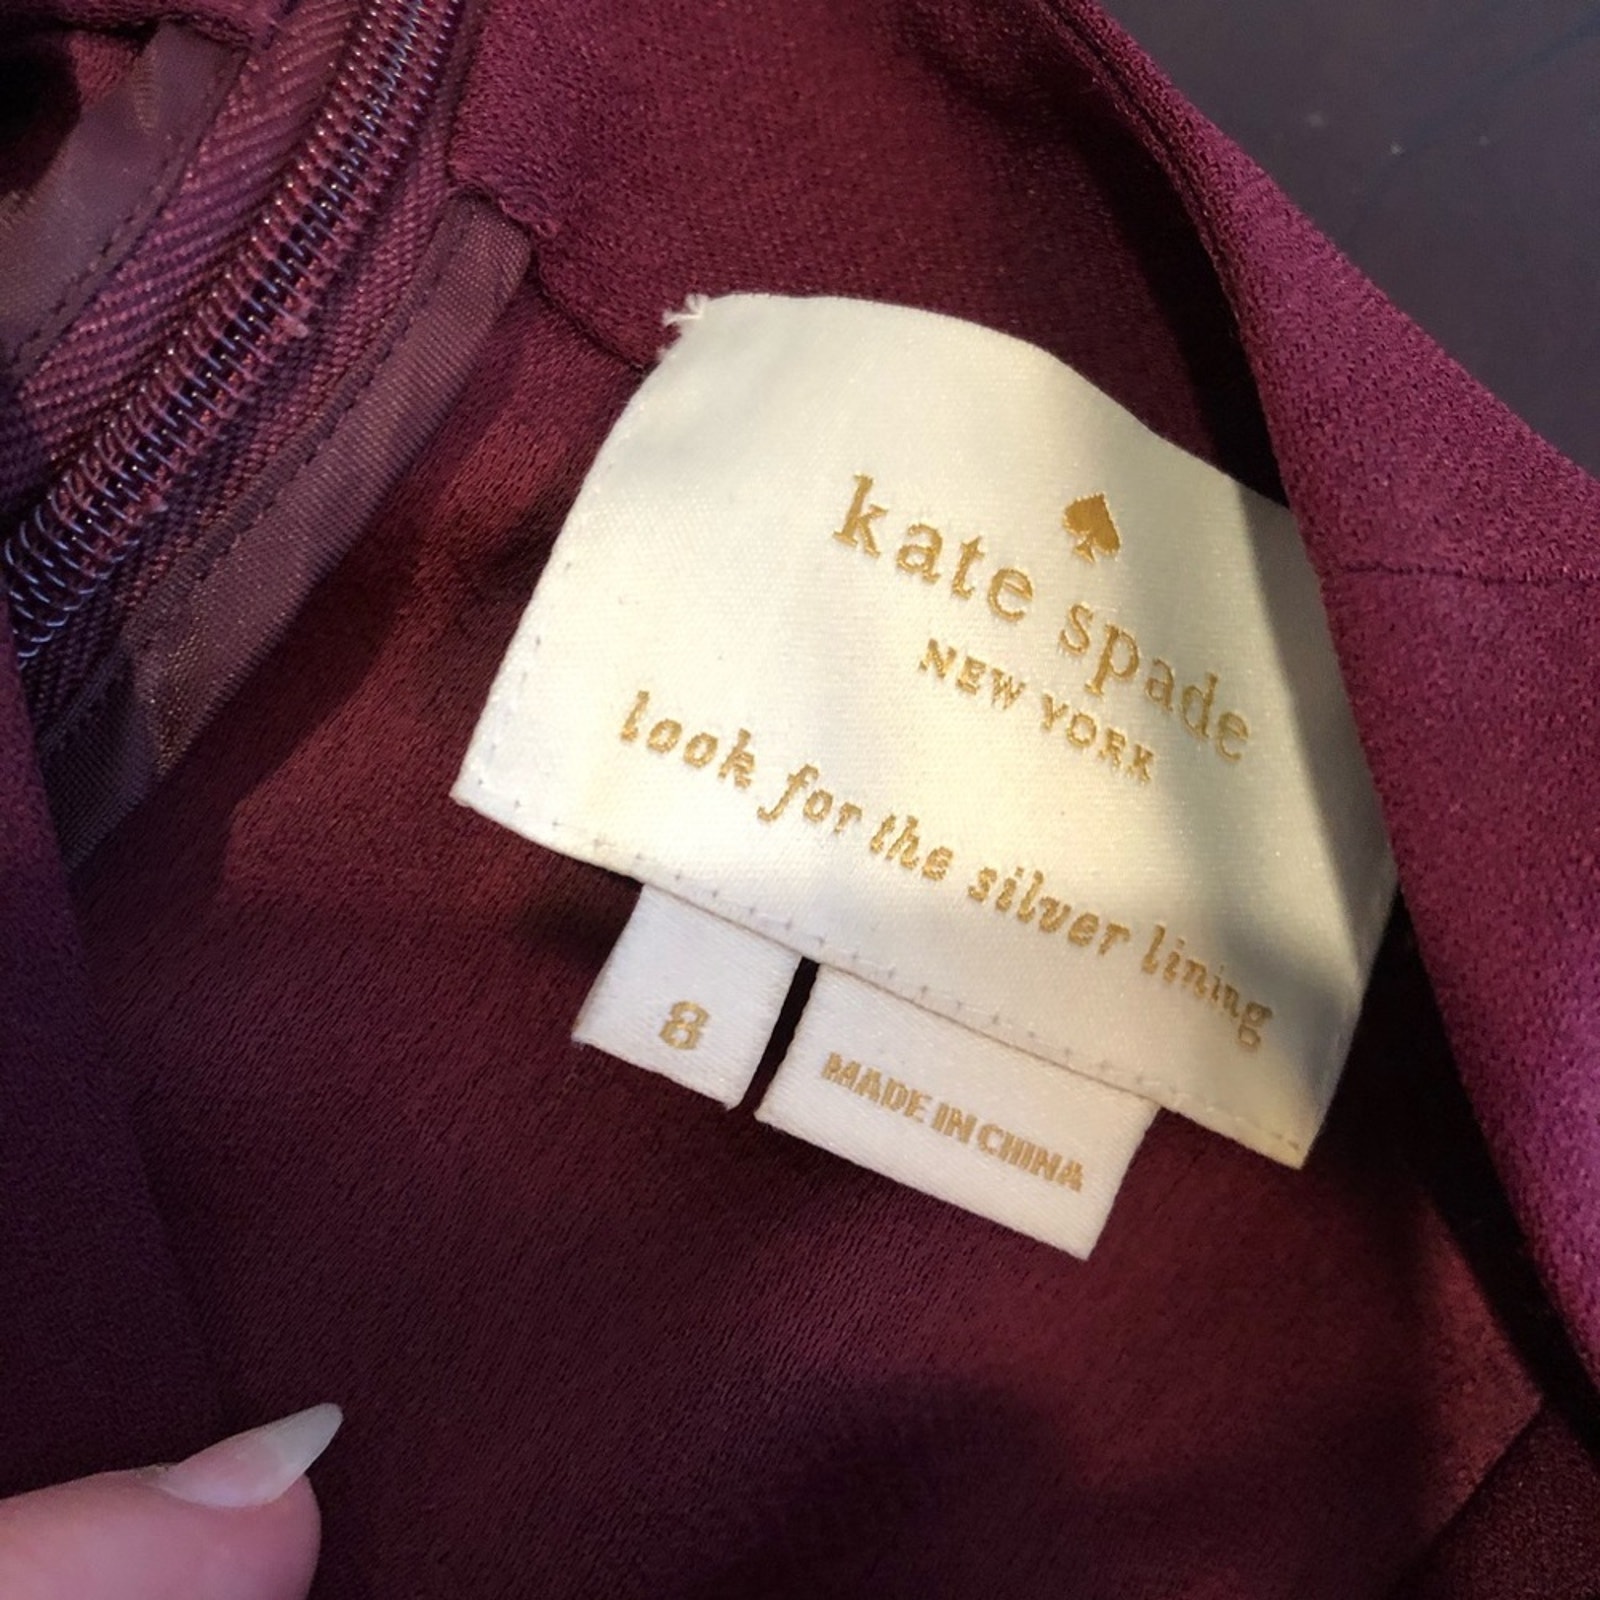 kate spade
NEW YORK
look for the silver lining
8
MADE IN CHINA